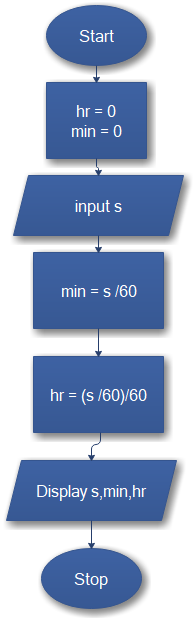 Start
hr = 0
min = 0
input s
min = s /60
hr = (s /60)/60
Display s,min,hr
Stop